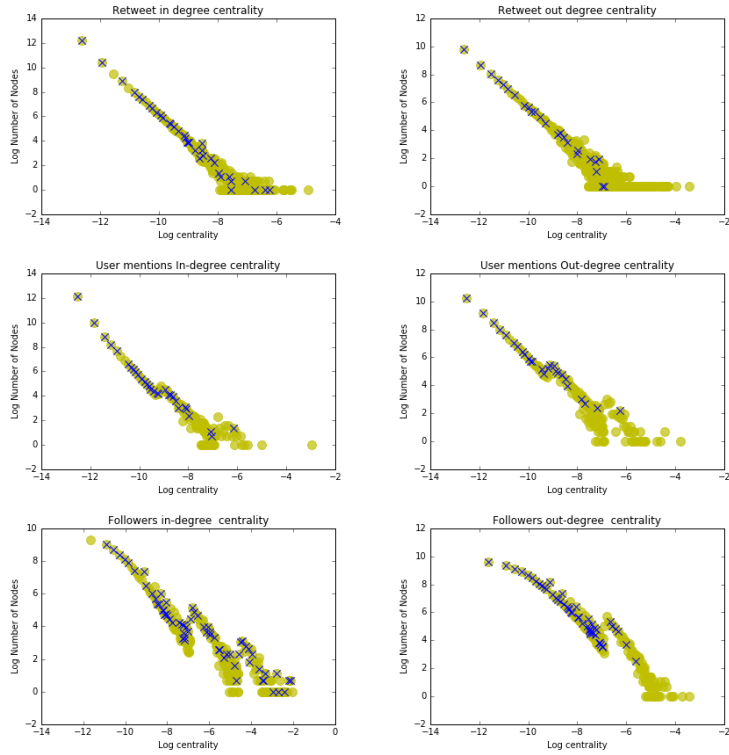 Retweet in degree centrality
14
12
10
8
6
4
2
0
−2
−14 −12 −10 −8 −6 −4
Log Number of Nodes
Log centrality
Retweet out degree centrality
12
10
8
6
4
2
0
−2
−14 −12 −10 −8 −6 −4 −2
Log Number of Nodes
Log centrality
User mentions In-degree centrality
14
12
10
8
6
4
2
0
−2
−14 −12 −10 −8 −6 −4 −2
Log Number of Nodes
Log centrality
User mentions Out-degree centrality
12
10
8
6
4
2
0
−2
−14 −12 −10 −8 −6 −4 −2
Log Number of Nodes
Log centrality
Followers in-degree  centrality
10
8
6
4
2
0
−2
−14 −12 −10 −8 −6 −4 −2 0
Log Number of Nodes
Log centrality
Followers out-degree  centrality
12
10
8
6
4
2
0
−2
−14 −12 −10 −8 −6 −4 −2
Log Number of Nodes
Log centrality